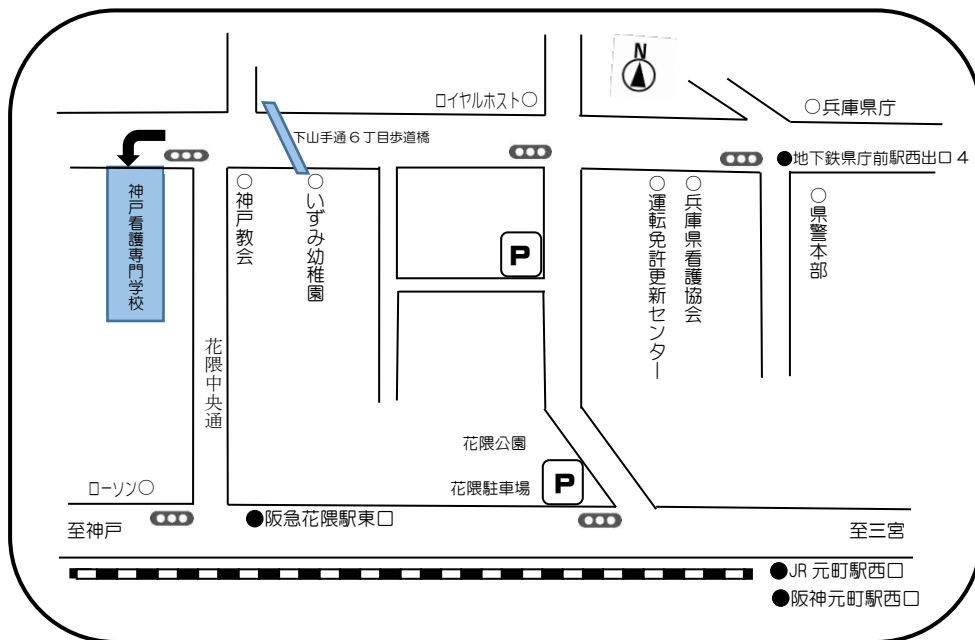 N
ロイヤルホスト○
○兵庫県庁
下山手通6丁目歩道橋
●地下鉄県庁前駅西出口4
神戸看護専門学校
○神戸教会
○いずみ幼稚園
P
○運転免許更新センター
○兵庫県看護協会
○県警本部
花隈中央通
花隈公園
花隈駐車場
P
ローソン○
●阪急花隈駅東口
至神戸
至三宮
●JR元町駅西口
●阪神元町駅西口